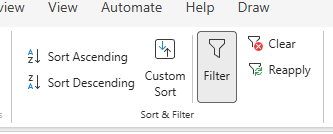 view Automate Help Draw
Sort Ascending
Sort Descending
Custom
Sort
Filter
Clear
Reapply
Sort & Filter